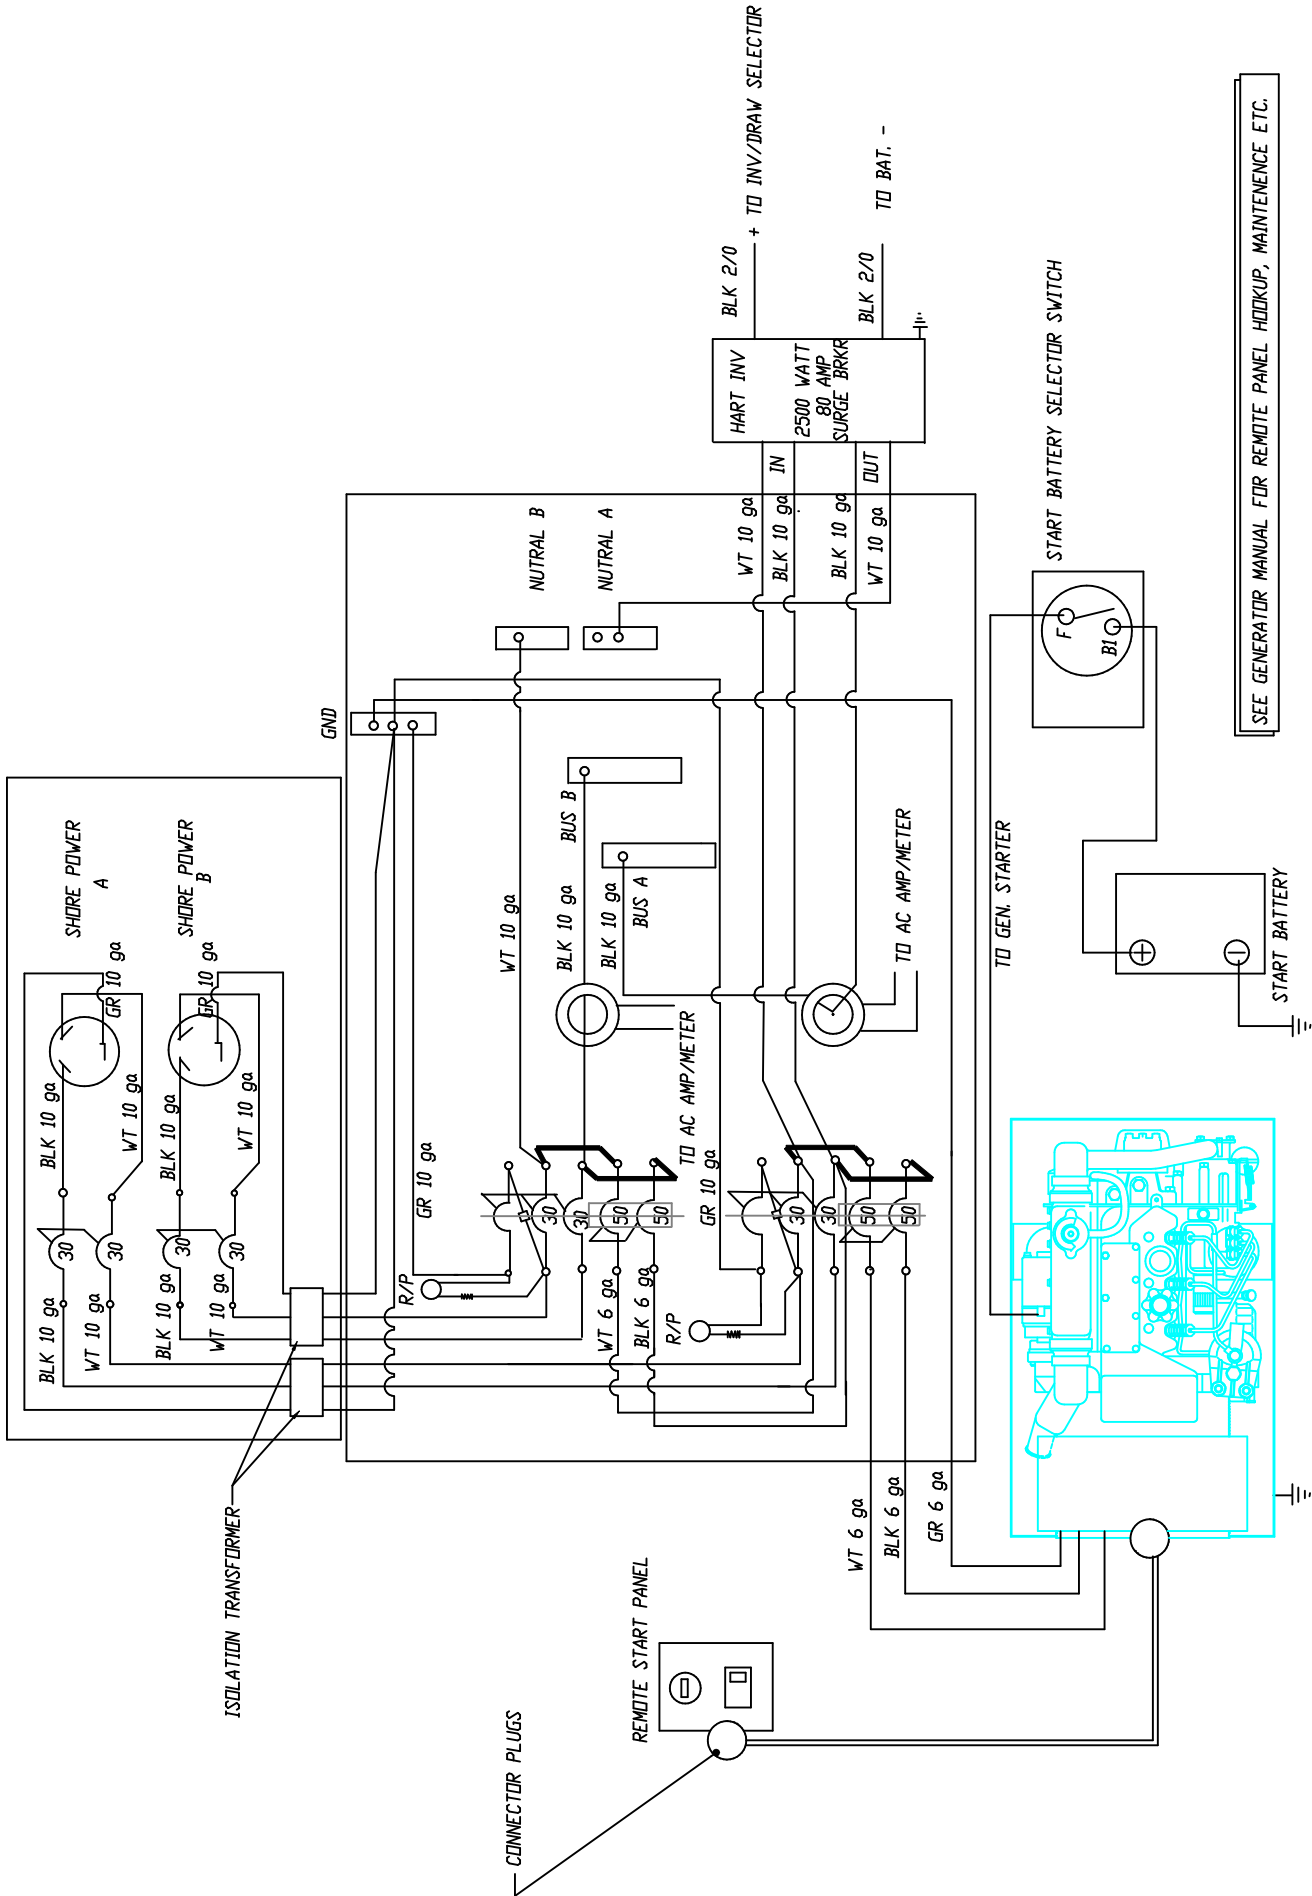 SHORE POWER
A
SHORE POWER
B
GR 10 ga
GR 10 ga
BLK 10 ga
WT 10 ga
BLK 10 ga
WT 10 ga
30
30
30
30
BLK 10 ga
WT 10 ga
BLK 10 ga
WT 10 ga
ISOLATION TRANSFORMER
GND
NUTRAL B
NUTRAL A
BUS B
BUS A
WT 10 ga
BLK 10 ga
BLK 10 ga
TO AC AMP/METER
TO AC AMP/METER
GR 10 ga
GR 10 ga
R/P
R/P
30
30
50
50
30
30
50
50
WT 6 ga
BLK 6 ga
WT 10 ga
BLK 10 ga
IN
BLK 10 ga
WT 10 ga
OUT
HART INV
2500 WATT
80 AMP
SURGE BRKR
BLK 2/0
+ TO INV/DRAW SELECTOR
BLK 2/0
TO BAT. -
START BATTERY SELECTOR SWITCH
F
B1
TO GEN. STARTER
START BATTERY
+
-
WT 6 ga
BLK 6 ga
GR 6 ga
REMOTE START PANEL
CONNECTOR PLUGS
SEE GENERATOR MANUAL FOR REMOTE PANEL HOOKUP, MAINTENENCE ETC.